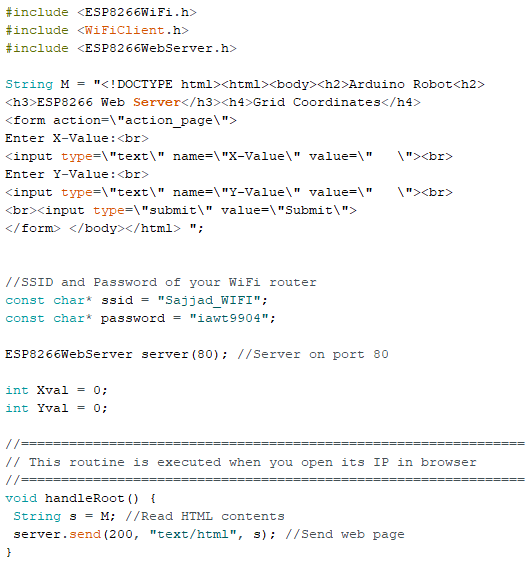 #include <ESP8266WiFi.h>
#include <WiFiClient.h>
#include <ESP8266WebServer.h>
String M = "<!DOCTYPE html><html><body><h2>Arduino Robot<h2>
<h3>ESP8266 Web Server</h3><h4>Grid Coordinates</h4>
<form action=\"action_page\">
Enter X-Value:<br>
<input type=\"text\" name=\"X-Value\" value=\"   \"><br>
Enter Y-Value:<br>
<input type=\"text\" name=\"Y-Value\" value=\"   \"><br>
<br><input type=\"submit\" value=\"Submit\">
</form> </body></html> ";
//SSID and Password of your WiFi router
const char* ssid = "Sajjad_WIFI";
const char* password = "iawt9904";
ESP8266WebServer server(80); //Server on port 80
int Xval = 0;
int Yval = 0;
//===============================================================
// This routine is executed when you open its IP in browser
//===============================================================
void handleRoot() {
 String s = M; //Read HTML contents
 server.send(200, "text/html", s); //Send web page
}